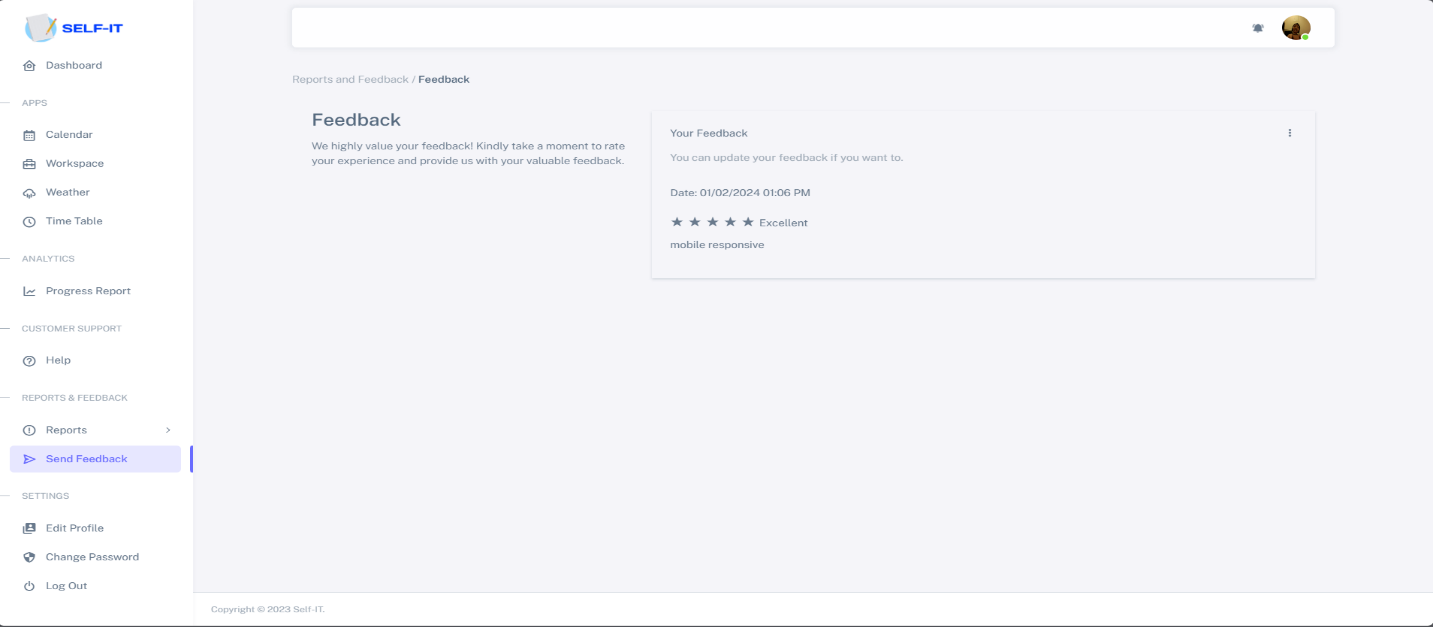 SELF-IT
Dashboard
APPS
Calendar
Workspace
Weather
Time Table
ANALYTICS
Progress Report
CUSTOMER SUPPORT
Help
REPORTS & FEEDBACK
Reports
Send Feedback
SETTINGS
Edit Profile
Change Password
Log Out
Reports and Feedback / Feedback
Feedback
We highly value your feedback! Kindly take a moment to rate
your experience and provide us with your valuable feedback.
Your Feedback
You can update your feedback if you want to.
Date: 01/02/2024 01:06 PM
Excellent
mobile responsive
Copyright © 2023 Self-IT.